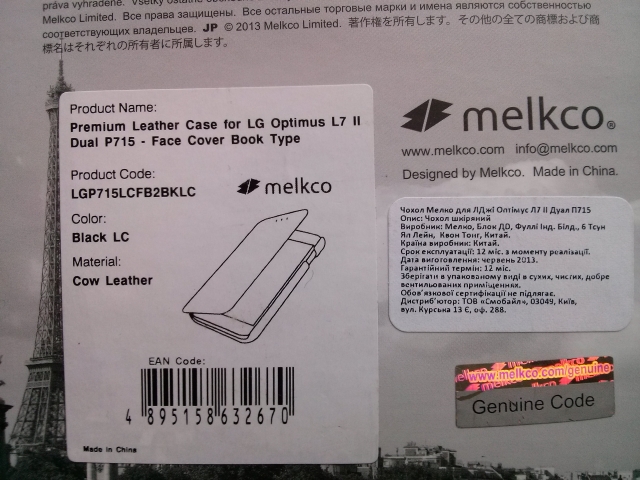 práva vyhradené. Všetky ostatné
Melkco Limited. Все права защищены. Все остальные торговые марки и имена являются собственностью
соответствующих владельцев. JP © 2013 Melkco Limited. 著作権を所有します。その他の全ての商標および商
標名はそれぞれの所有者に所属します。
Product Name:
Premium Leather Case for LG Optimus L7 II
Dual P715 - Face Cover Book Type
Product Code:
LGP715LCFB2BKLC
melkco
Color:
Black LC
Material:
Cow Leather
EAN Code:
4 895158 632670
Made in China
melkco®
www.melkco.com info@melkco.com
Designed by Melkco. Made in China.
Чохол Мелко для ЛДжі Оптімус Л7 II Дуал П715
Опис: Чохол шкіряний
Виробник: Мелко, Блок ДД, Фуллі Інд. Білд., 6 Тсун
Ял Лейн, Квон Тонг, Китай.
Країна виробник: Китай.
Срок експлуатації: 12 міс. з моменту реалізації.
Дата виготовлення: червень 2013.
Гарантійний термін: 12 міс.
Зберігати в упакованому виді в сухих, чистих, добре
вентильованих приміщеннях.
Обов'язкової сертифікації не підлягає.
Дистриб'ютор: ТОВ «Смобайл», 03049, Київ,
вул. Курська 13 Є, оф. 288.
www.melkco.com/genuine
Genuine Code